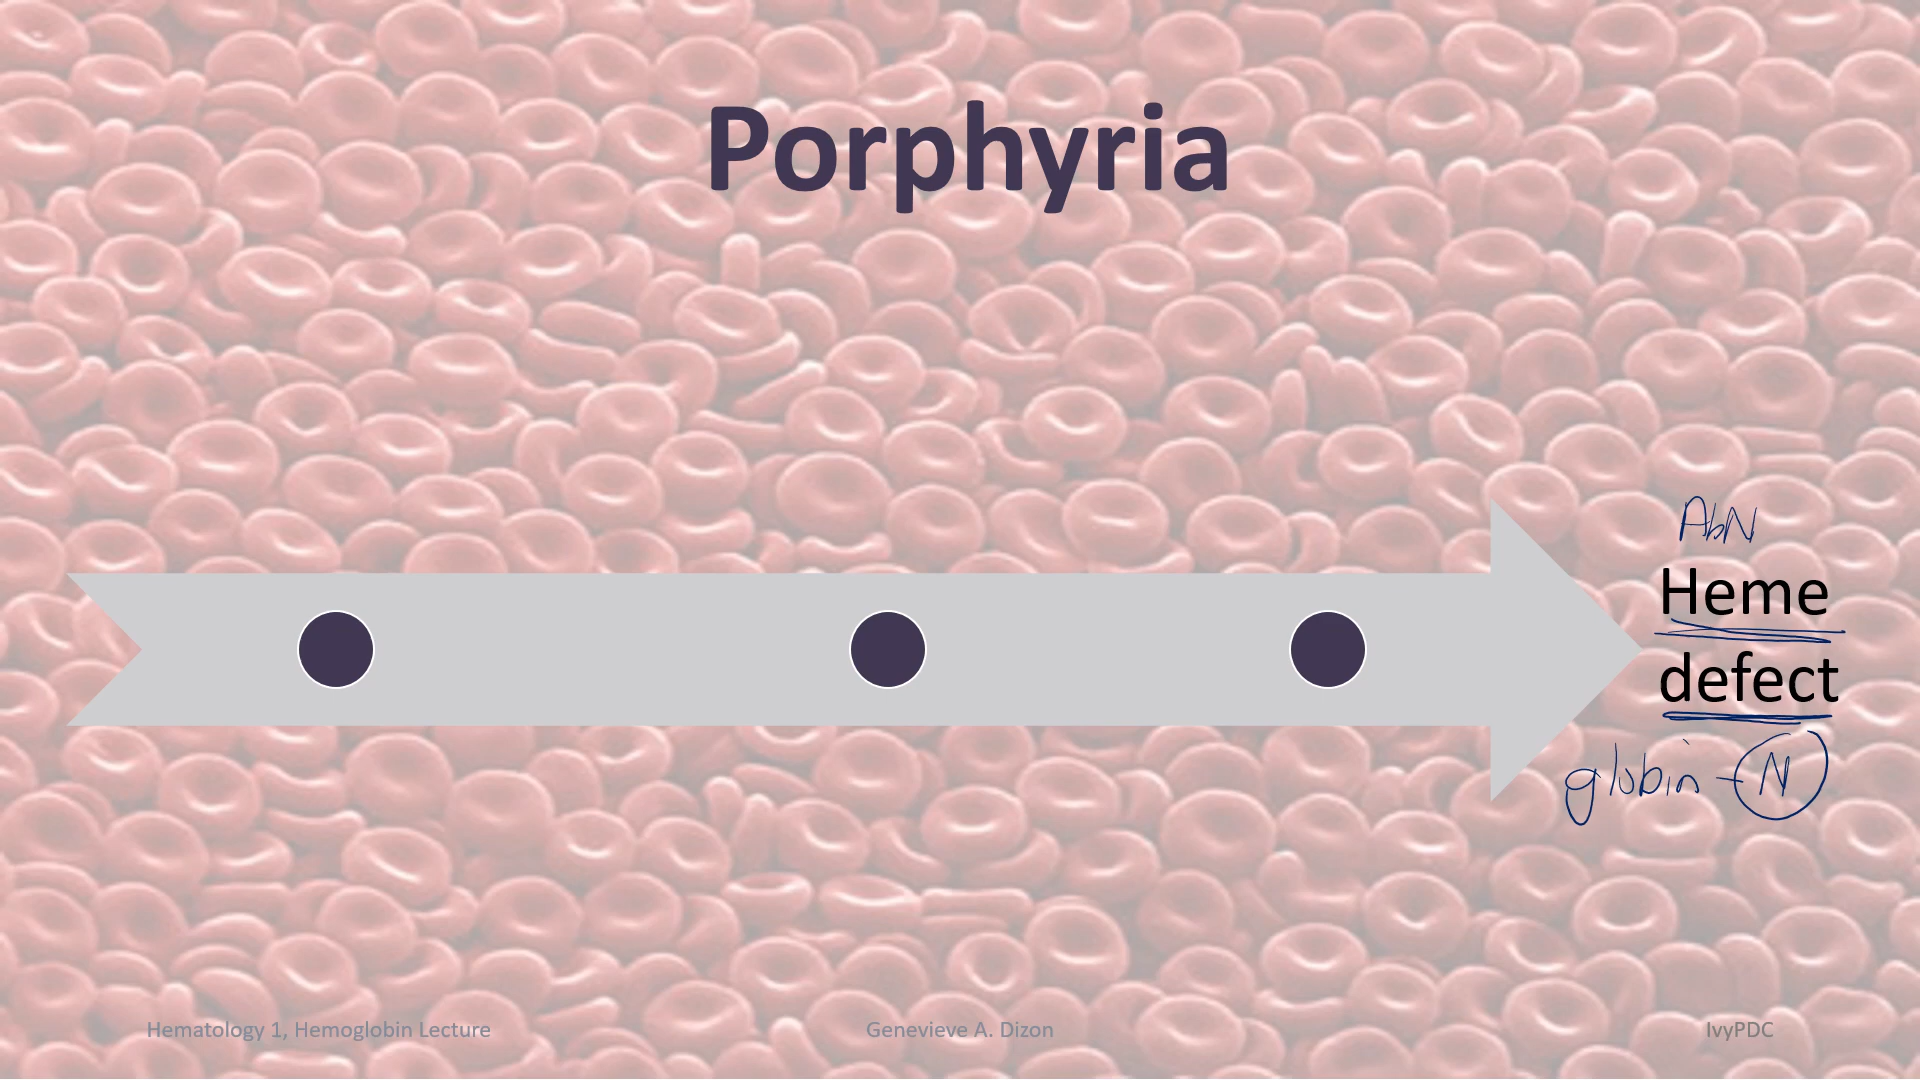 Porphyria
AbN
Heme
defect
globin - N
Hematology 1, Hemoglobin Lecture
Genevieve A. Dizon
IvyPDC